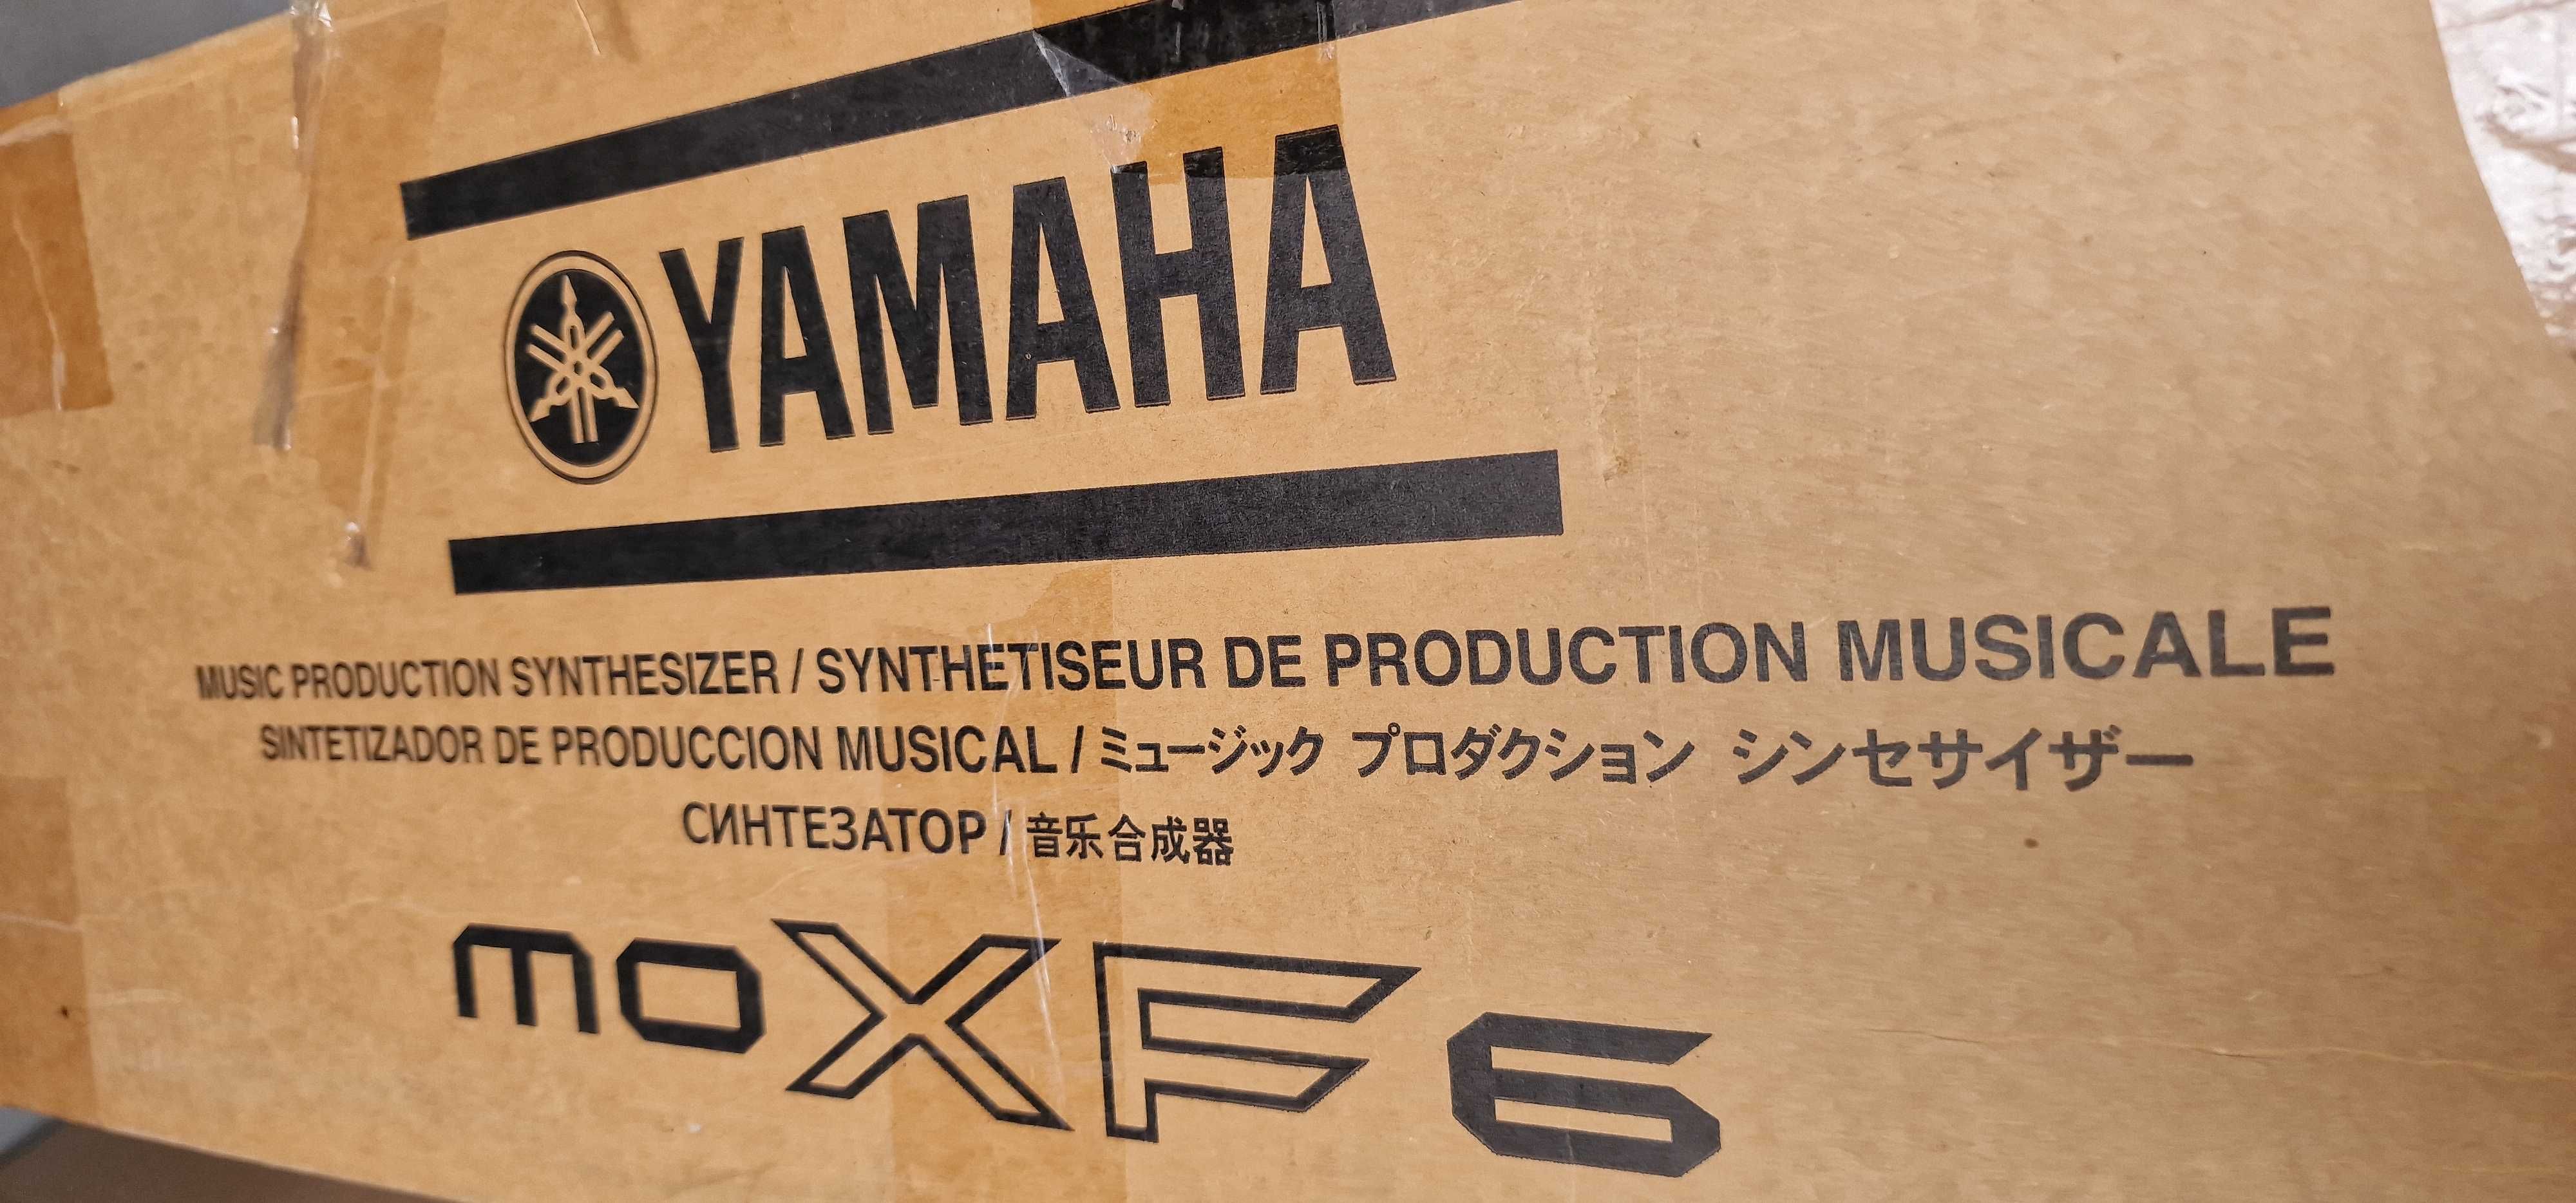 YAMAHA
MUSIC PRODUCTION SYNTHESIZER / SYNTHETISEUR DE PRODUCTION MUSICALE
SINTETIZADOR DE PRODUCCION MUSICAL / ミュージック プロダクション シンセサイザー
СИНТЕЗАТОР / 音乐合成器
moXF6